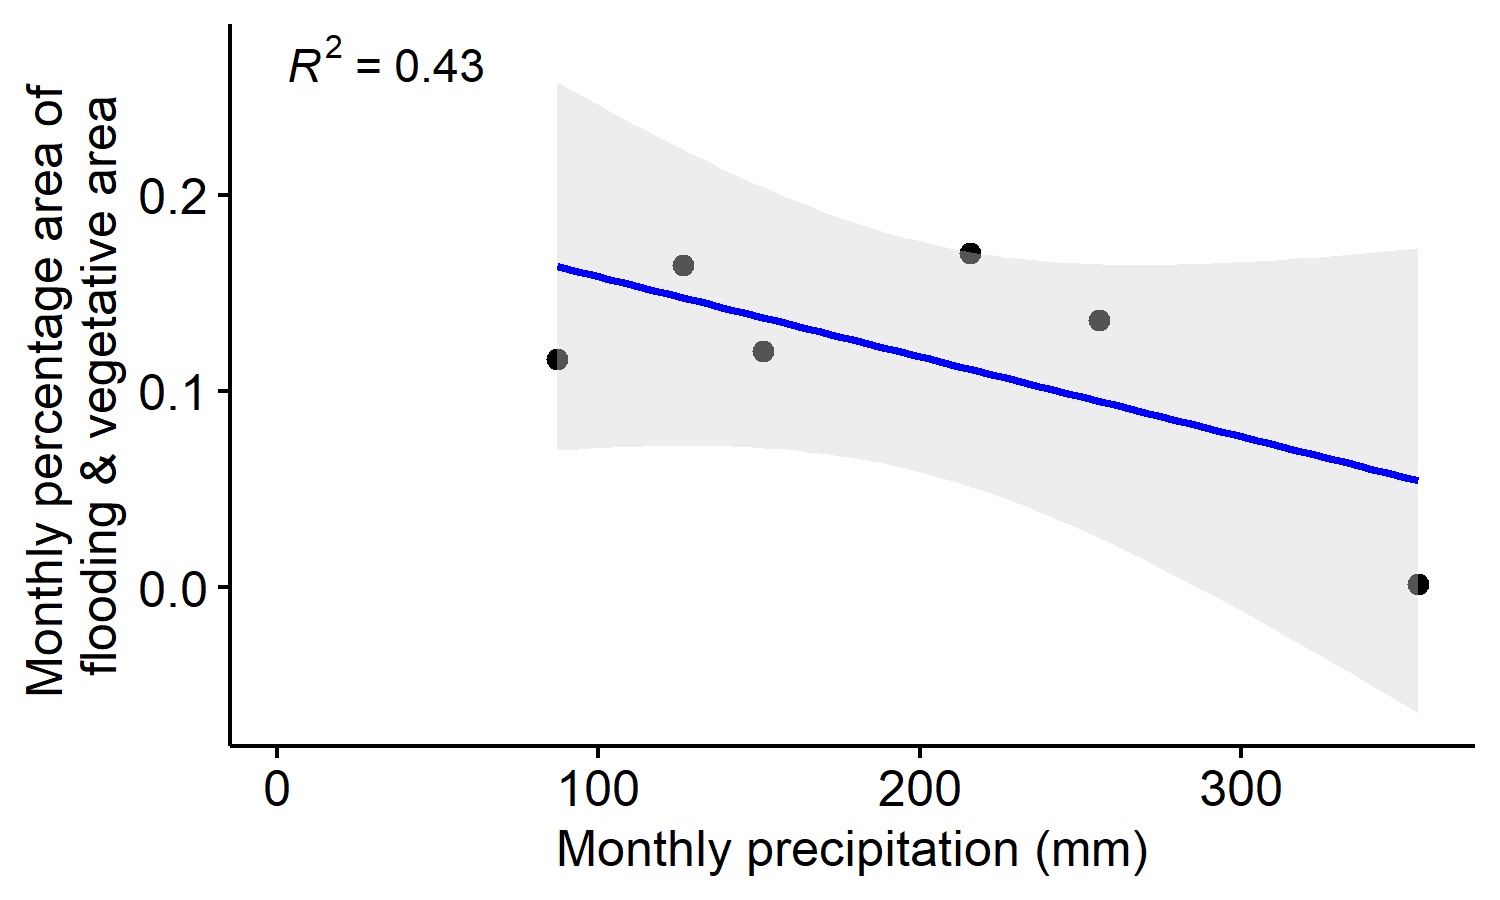 R² = 0.43
Monthly percentage area of
flooding & vegetative area
0.2
0.1
0.0
0 100 200 300
Monthly precipitation (mm)